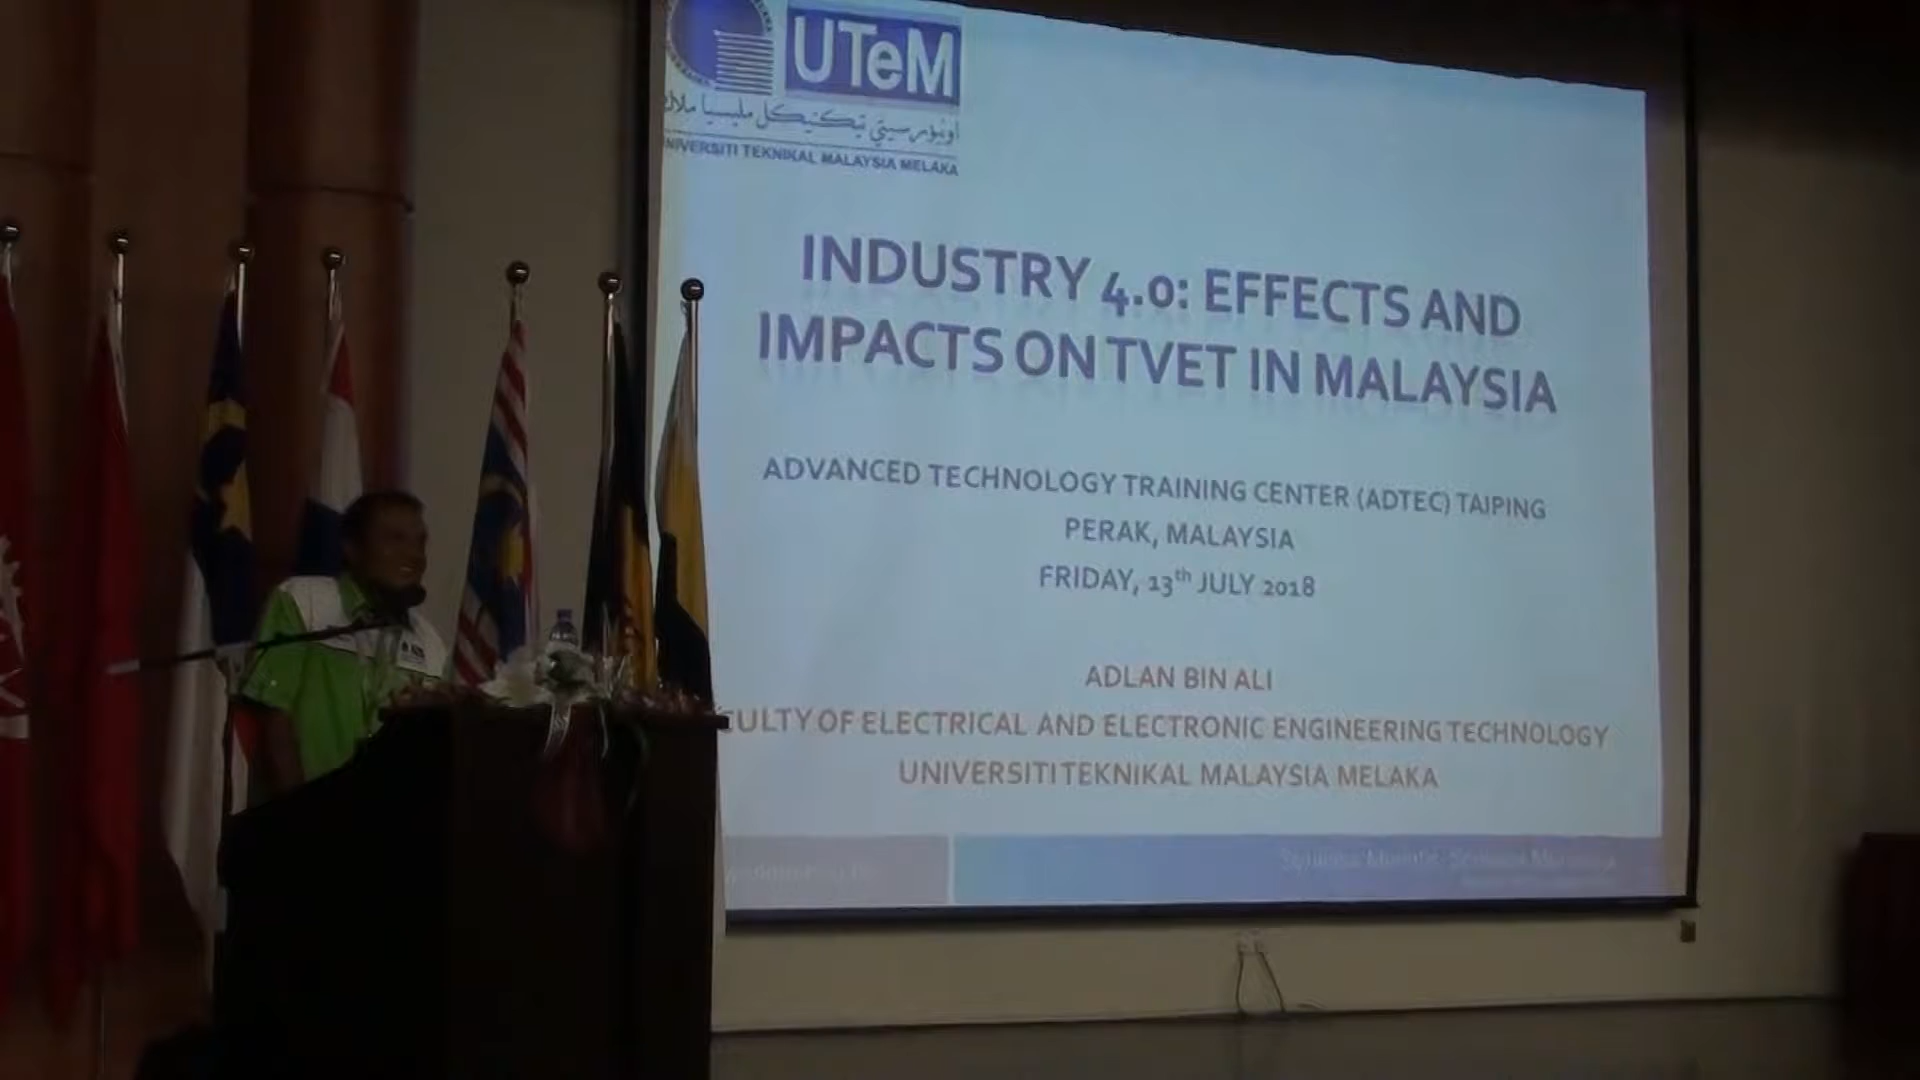 UTeM
اونيۏرسيتي تيكنيكل مليسيا ملاك
NIVERSITI TEKNIKAL MALAYSIA MELAKA
INDUSTRY 4.0: EFFECTS AND
IMPACTS ON TVET IN MALAYSIA
ADVANCED TECHNOLOGY TRAINING CENTER (ADTEC) TAIPING
PERAK, MALAYSIA
FRIDAY, 13th JULY 2018
ADLAN BIN ALI
CULTY OF ELECTRICAL AND ELECTRONIC ENGINEERING TECHNOLOGY
UNIVERSITI TEKNIKAL MALAYSIA MELAKA